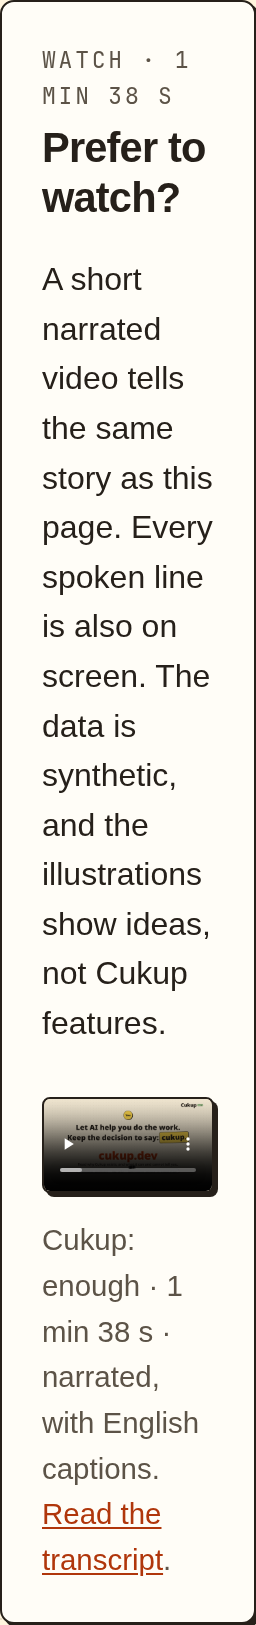 WATCH · 1
MIN 38 S
Prefer to
watch?
A short
narrated
video tells
the same
story as this
page. Every
spoken line
is also on
screen. The
data is
synthetic,
and the
illustrations
show ideas,
not Cukup
features.
Cukup
Let AI help you do the work.
Keep the decision to say: cukup
cukup.dev
Cukup:
enough · 1
min 38 s ·
narrated,
with English
captions.
Read the
transcript.